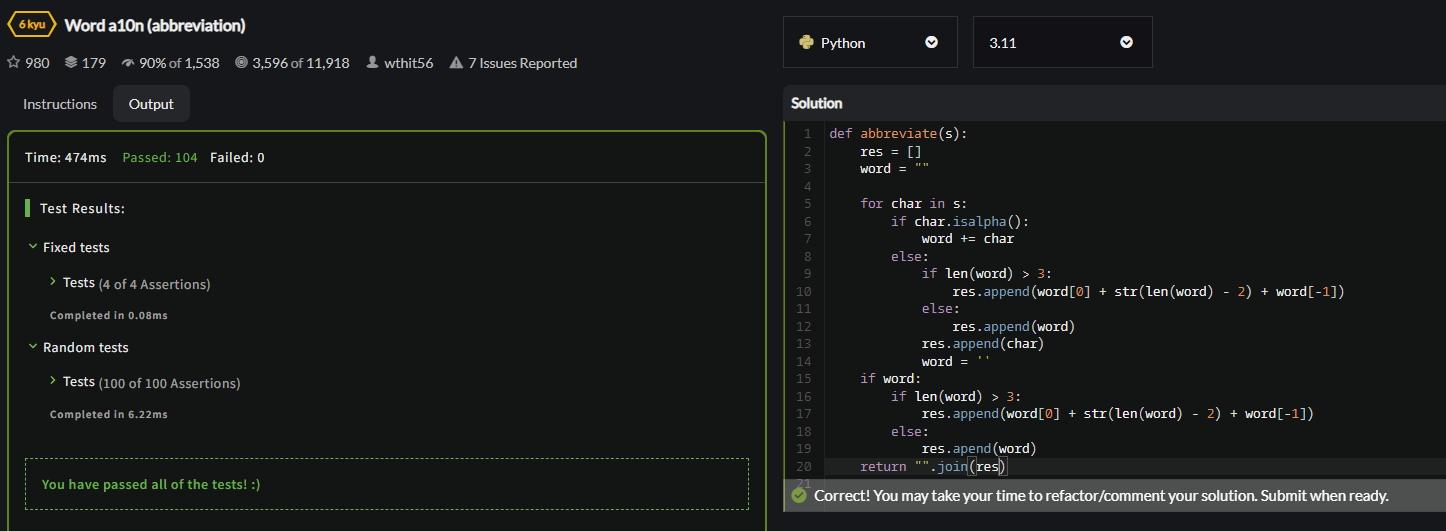 6 kyu Word a10n (abbreviation)
980 179 90% of 1,538 3,596 of 11,918 wthit56 7 Issues Reported
Instructions Output
Time: 474ms Passed: 104 Failed: 0
Test Results:
Fixed tests
Tests (4 of 4 Assertions)
Completed in 0.08ms
Random tests
Tests (100 of 100 Assertions)
Completed in 6.22ms
You have passed all of the tests! :)
Python 3.11
Solution
1 def abbreviate(s):
2     res = []
3     word = ""
4
5     for char in s:
6         if char.isalpha():
7             word += char
8         else:
9             if len(word) > 3:
10                 res.append(word[0] + str(len(word) - 2) + word[-1])
11             else:
12                 res.append(word)
13             res.append(char)
14             word = ''
15     if word:
16         if len(word) > 3:
17             res.append(word[0] + str(len(word) - 2) + word[-1])
18         else:
19             res.apend(word)
20     return "".join(res)
21
Correct! You may take your time to refactor/comment your solution. Submit when ready.